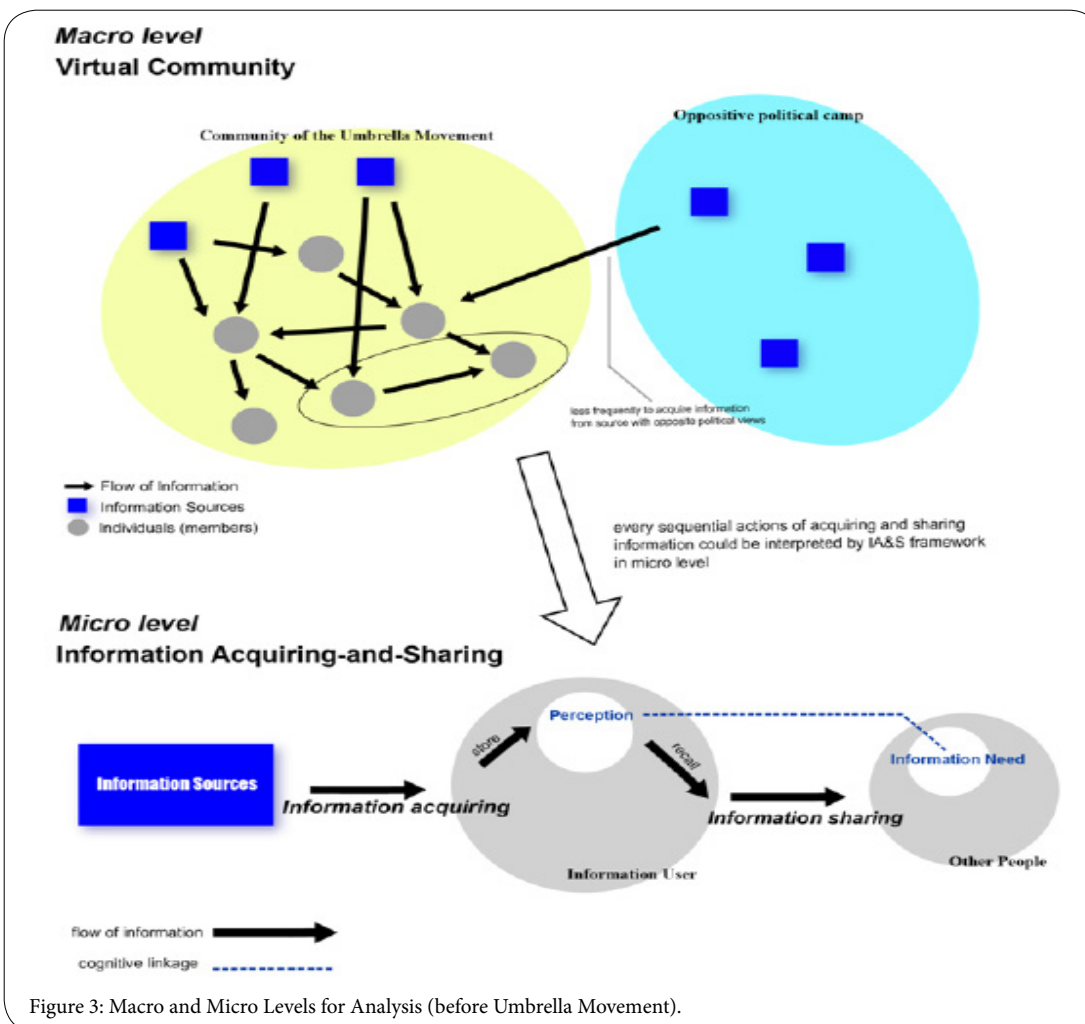 Macro level
Virtual Community
Oppositive political camp
Community of the Umbrella Movement
less frequently to acquire information
from source with opposite political views
Flow of Information
Information Sources
Individuals (members)
every sequential actions of acquiring and sharing
information could be interpreted by IA&S framework
in micro level
Micro level
Information Acquiring-and-Sharing
Information Sources
Information acquiring
store
Perception
recall
Information User
Information sharing
Information Need
Other People
flow of information
cognitive linkage
Figure 3: Macro and Micro Levels for Analysis (before Umbrella Movement).